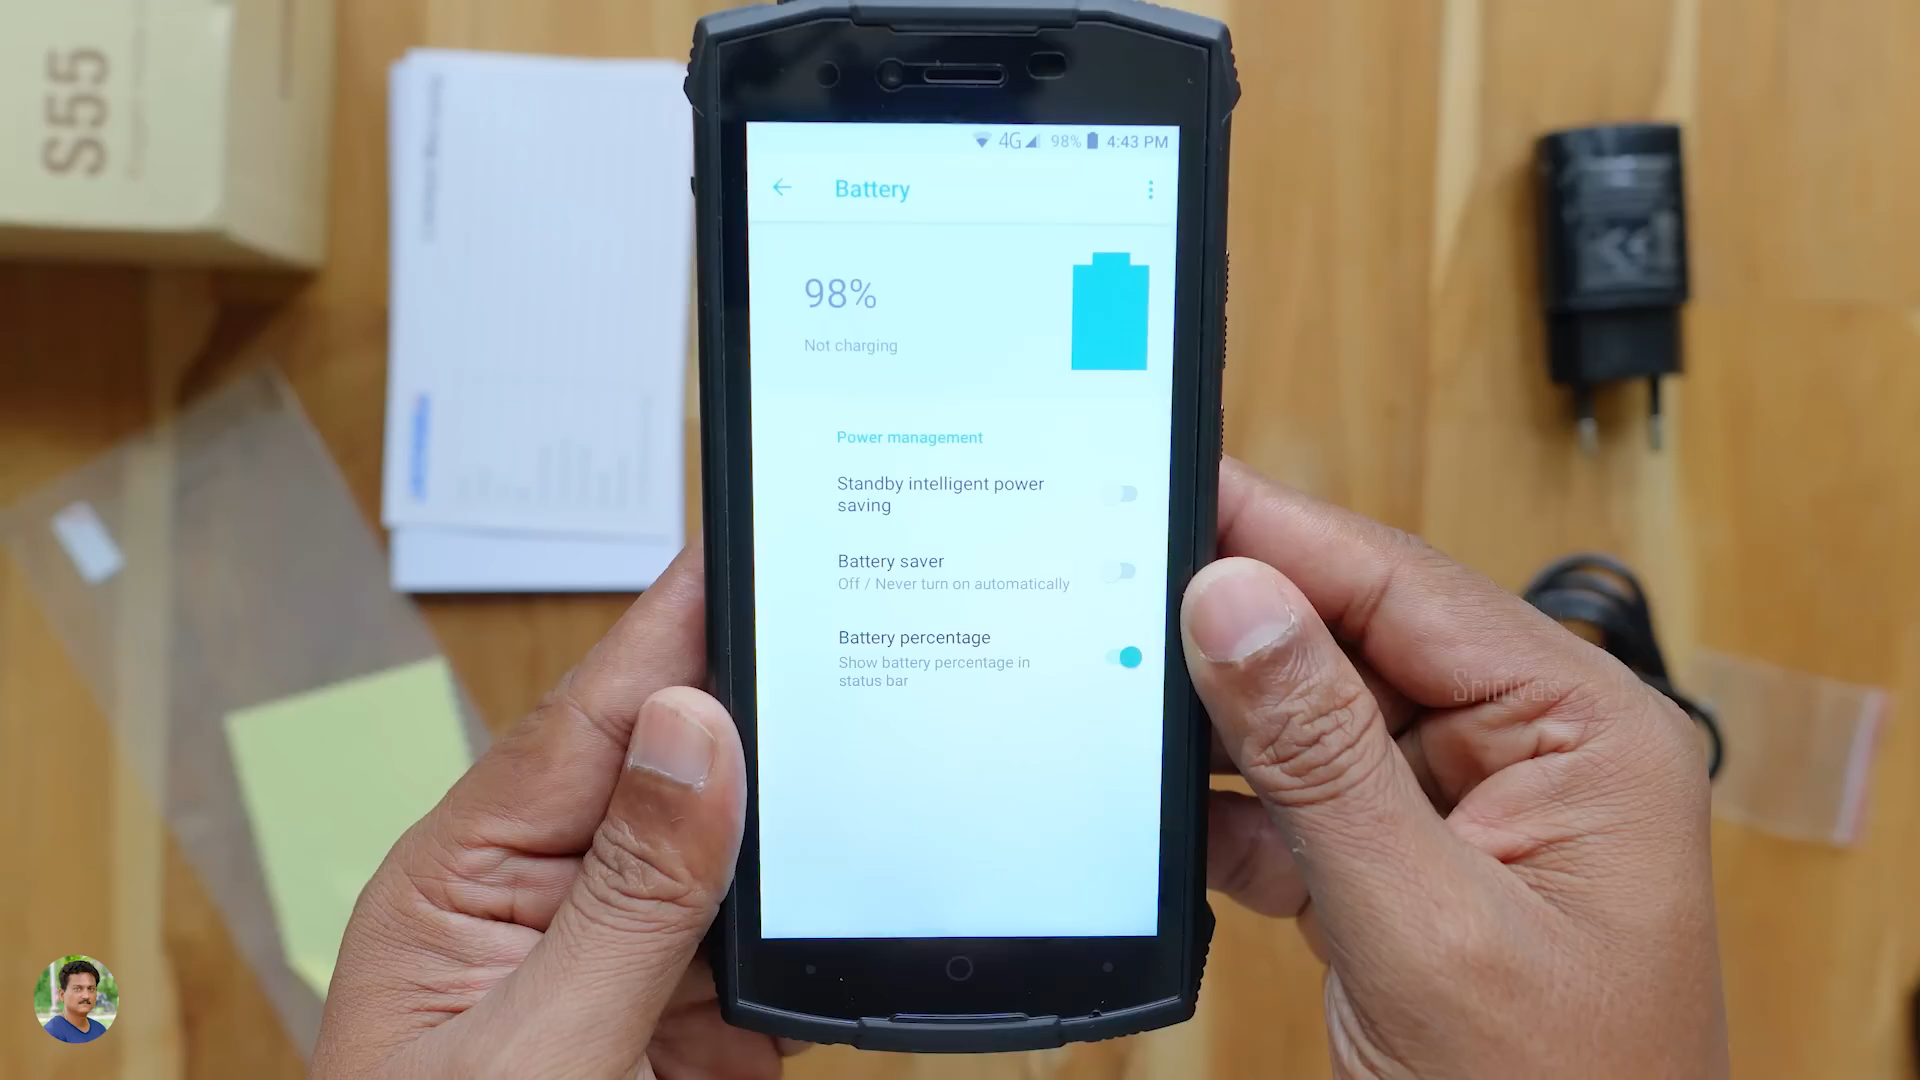 S55
4G 98% 4:43 PM
Battery
98%
Not charging
Power management
Standby intelligent power
saving
Battery saver
Off / Never turn on automatically
Battery percentage
Show battery percentage in
status bar
Srinivas